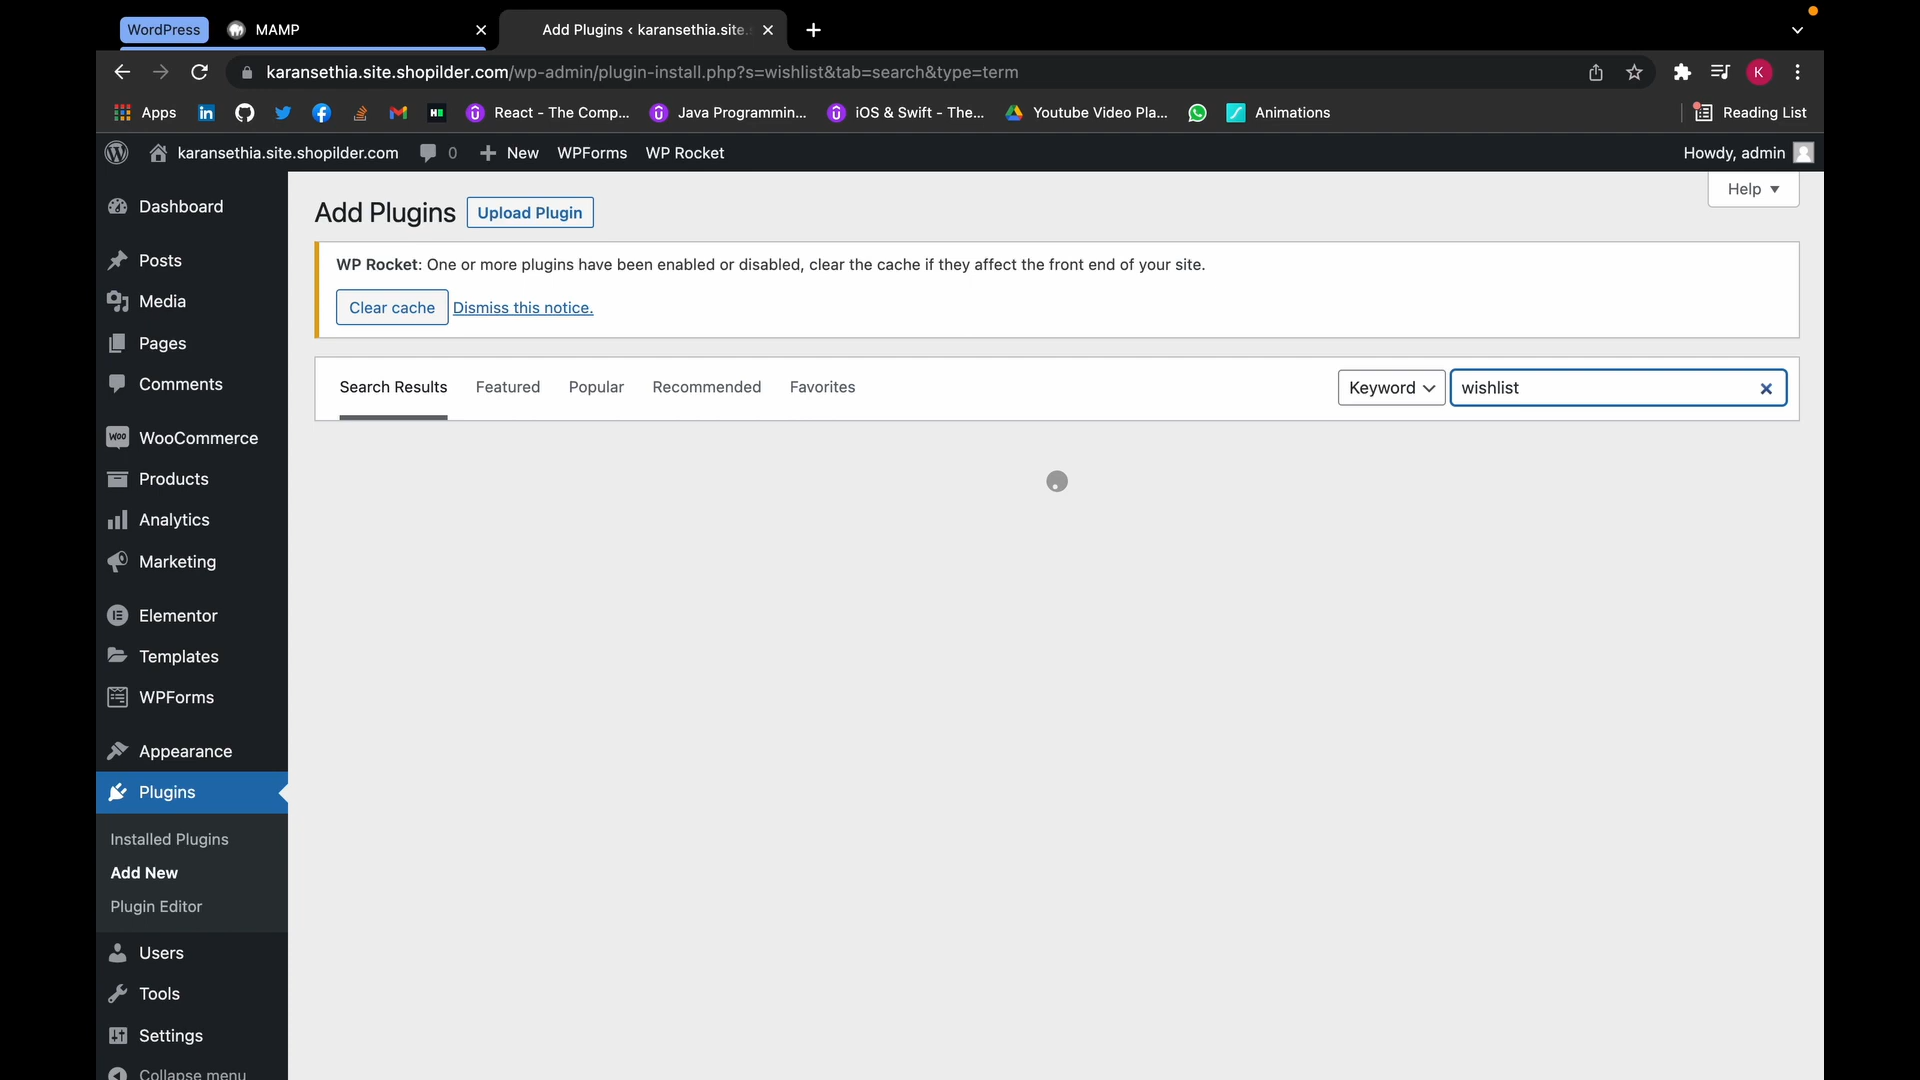 WordPress
MAMP
Add Plugins ‹ karansethia.site.
karansethia.site.shopilder.com/wp-admin/plugin-install.php?s=wishlist&tab=search&type=term
K
Apps
React - The Comp...
Java Programmin...
iOS & Swift - The...
Youtube Video Pla...
Animations
Reading List
karansethia.site.shopilder.com
0
New
WPForms
WP Rocket
Howdy, admin
Help
Dashboard
Posts
Media
Pages
Comments
WooCommerce
Products
Analytics
Marketing
Elementor
Templates
WPForms
Appearance
Plugins
Installed Plugins
Add New
Plugin Editor
Users
Tools
Settings
Collapse menu
Add Plugins
Upload Plugin
WP Rocket: One or more plugins have been enabled or disabled, clear the cache if they affect the front end of your site.
Clear cache
Dismiss this notice.
Search Results
Featured
Popular
Recommended
Favorites
Keyword
wishlist